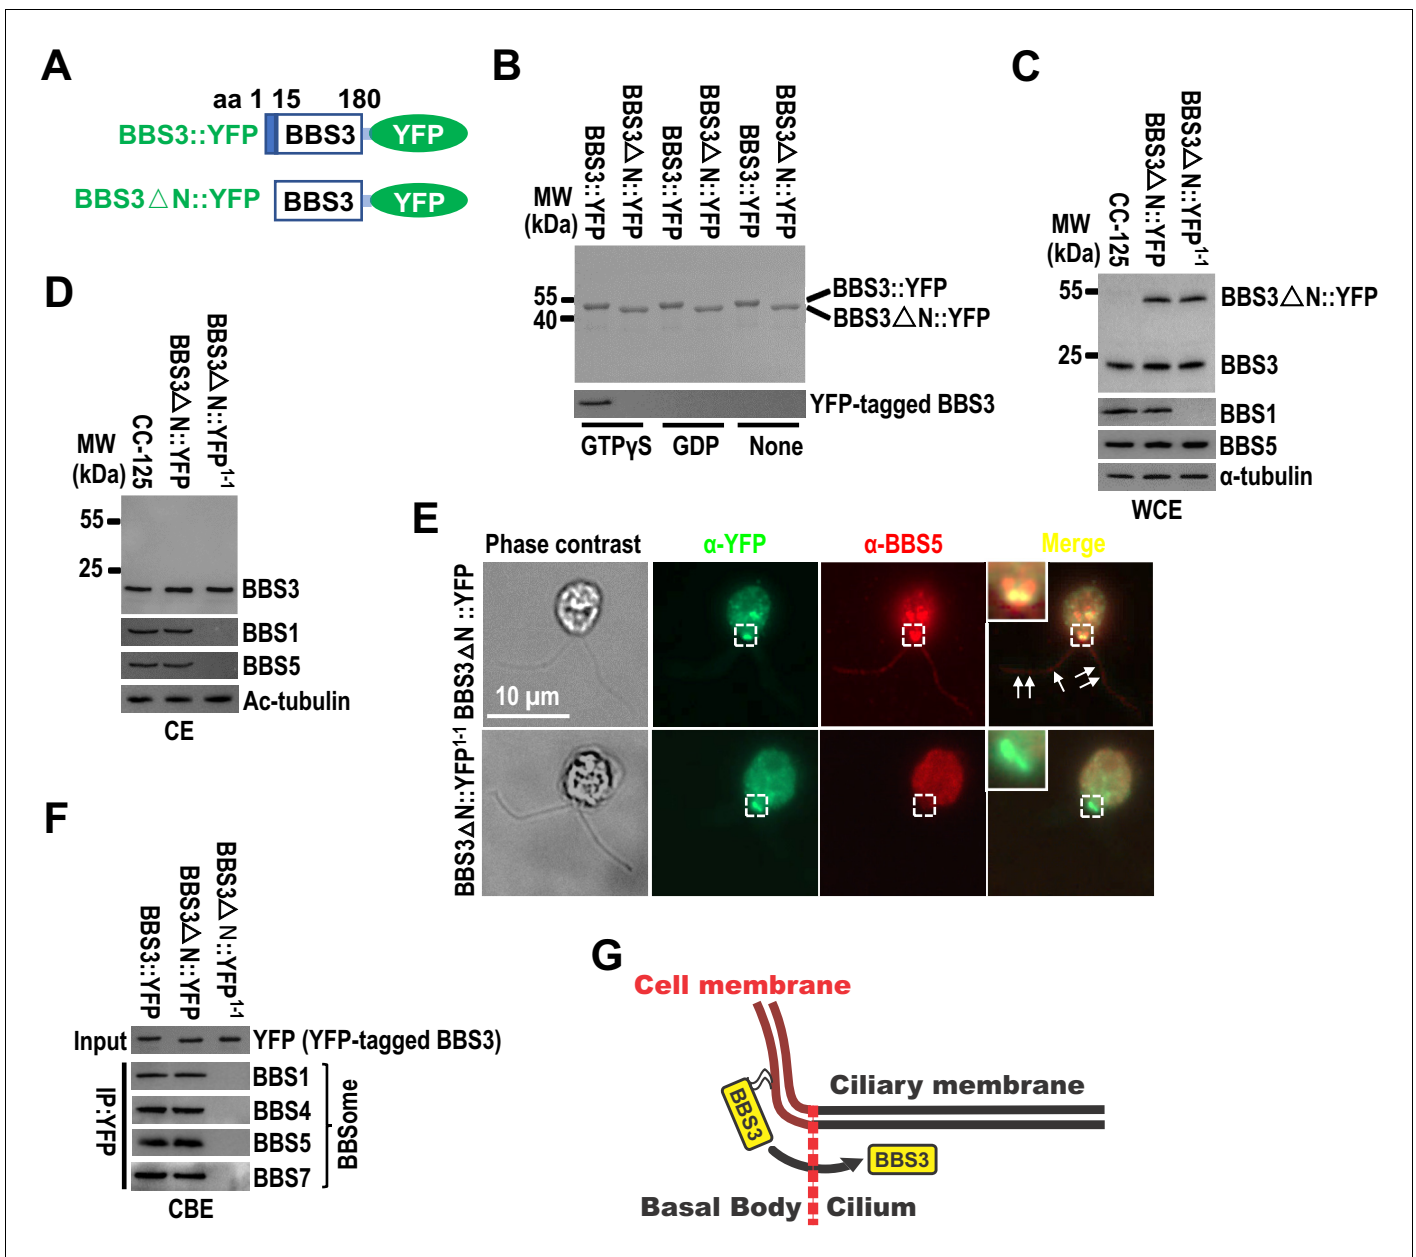 A
aa 1 15 180
BBS3::YFP BBS3 YFP
BBS3△N::YFP BBS3 YFP
B
MW
(kDa)
BBS3::YFP
BBS3△N::YFP
BBS3::YFP
BBS3△N::YFP
BBS3::YFP
BBS3△N::YFP
55
40
BBS3::YFP
BBS3△N::YFP
YFP-tagged BBS3
GTPγS GDP None
C
MW
(kDa)
CC-125
BBS3△N::YFP
BBS3△N::YFP1-1
55
25
BBS3△N::YFP
BBS3
BBS1
BBS5
α-tubulin
WCE
D
MW
(kDa)
CC-125
BBS3△N::YFP
BBS3△N::YFP1-1
55
25
BBS3
BBS1
BBS5
Ac-tubulin
CE
E
Phase contrast α-YFP α-BBS5 Merge
BBS3△N::YFP
10 µm
BBS3△N::YFP1-1
F
BBS3::YFP
BBS3△N::YFP
BBS3△N::YFP1-1
Input YFP (YFP-tagged BBS3)
IP:YFP
BBS1
BBS4
BBS5
BBS7
BBSome
CBE
G
Cell membrane
Ciliary membrane
BBS3
BBS3
Basal Body Cilium